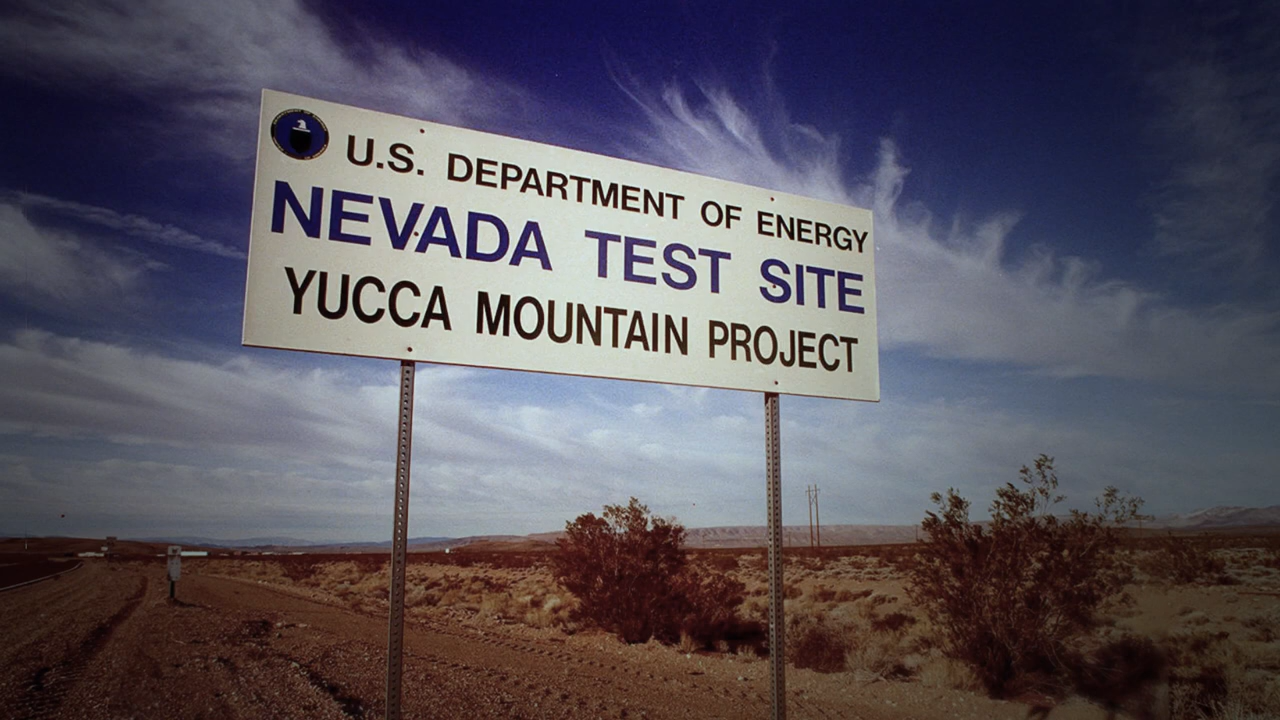 U.S. DEPARTMENT OF ENERGY
NEVADA TEST SITE
YUCCA MOUNTAIN PROJECT